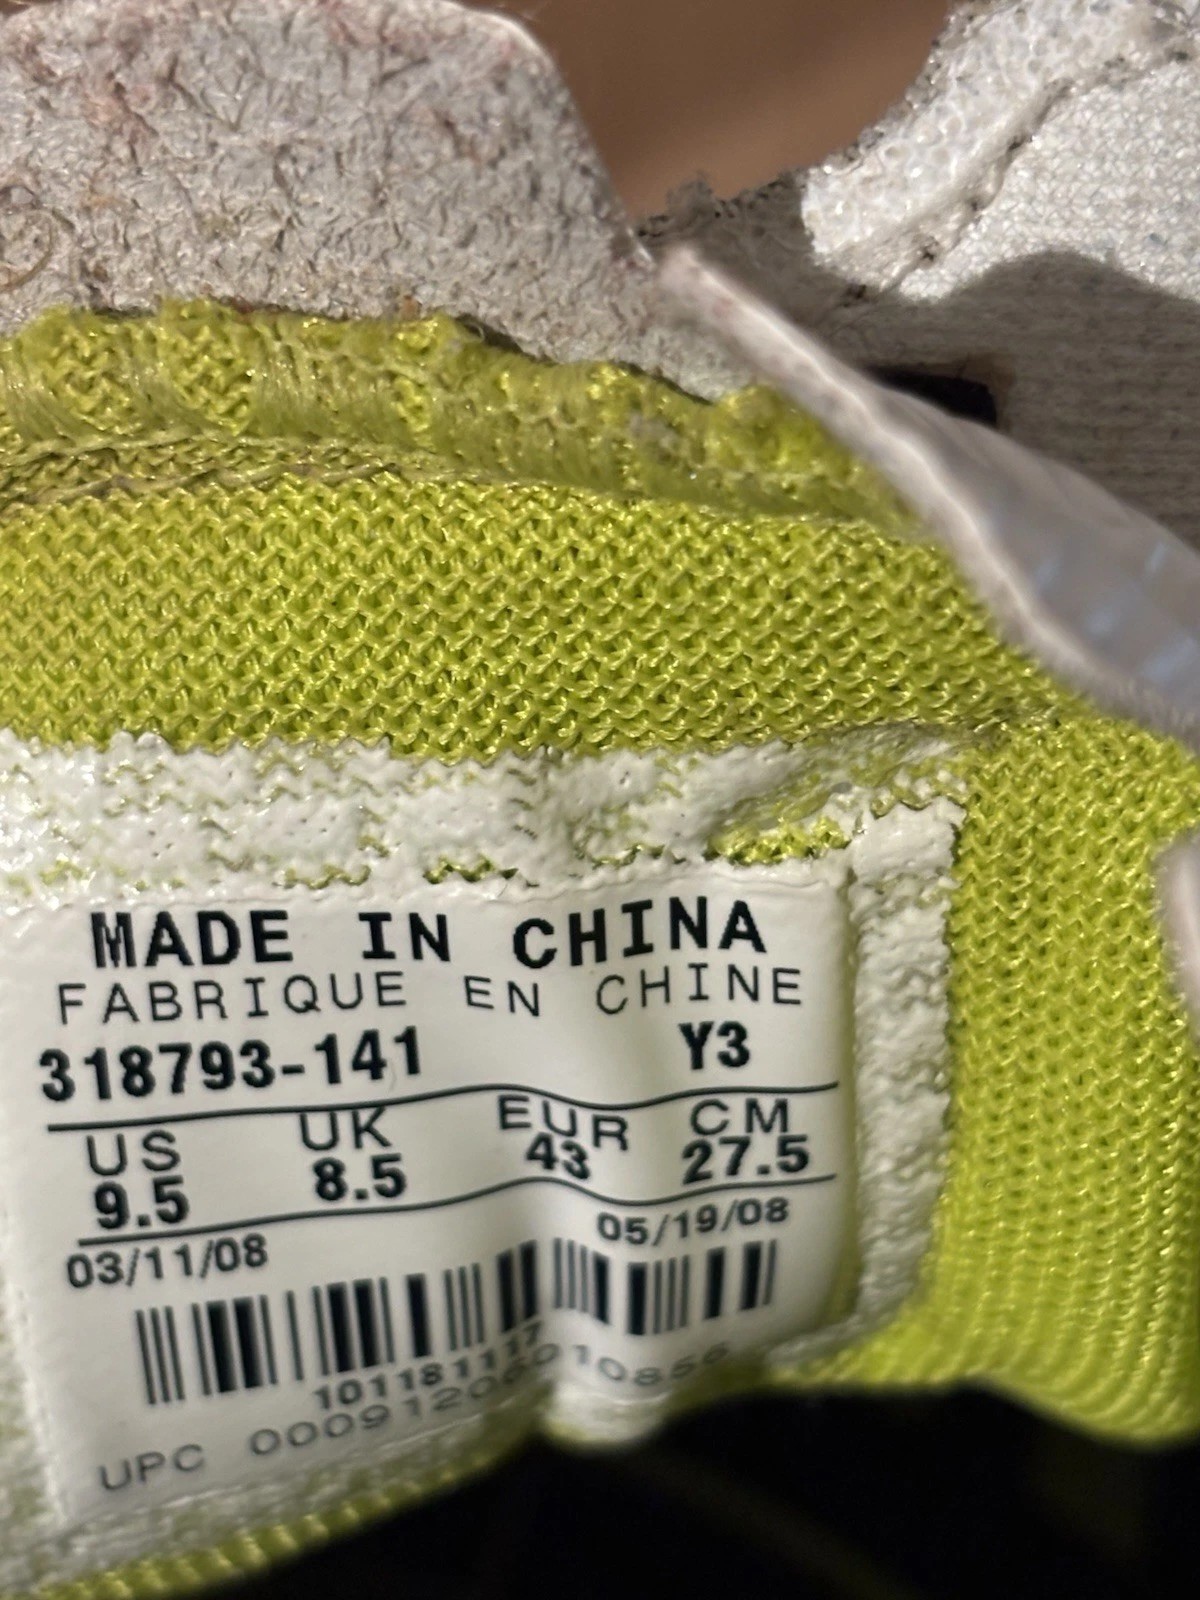 MADE IN CHINA
FABRIQUE EN CHINE
318793-141 Y3
US UK EUR CM
9.5 8.5 43 27.5
03/11/08 05/19/08
101181117
UPC